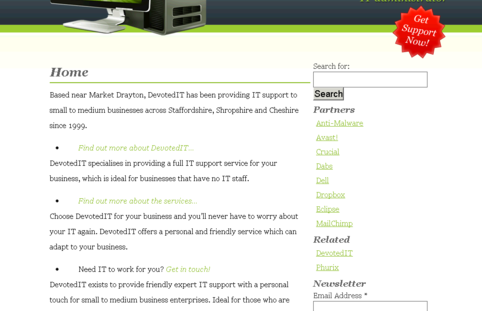 Get
Support
Now!
Home
Based near Market Drayton, DevotedIT has been providing IT support to
small to medium businesses across Staffordshire, Shropshire and Cheshire
since 1999.
Find out more about DevotedIT...
DevotedIT specialises in providing a full IT support service for your
business, which is ideal for businesses that have no IT staff.
Find out more about the services...
Choose DevotedIT for your business and you'll never have to worry about
your IT again. DevotedIT offers a personal and friendly service which can
adapt to your business.
Need IT to work for you? Get in touch!
DevotedIT exists to provide friendly expert IT support with a personal
touch for small to medium business enterprises. Ideal for those who are
Search for:
Search
Partners
Anti-Malware
Avast!
Crucial
Dabs
Dell
Dropbox
Eclipse
MailChimp
Related
DevotedIT
Phurix
Newsletter
Email Address *